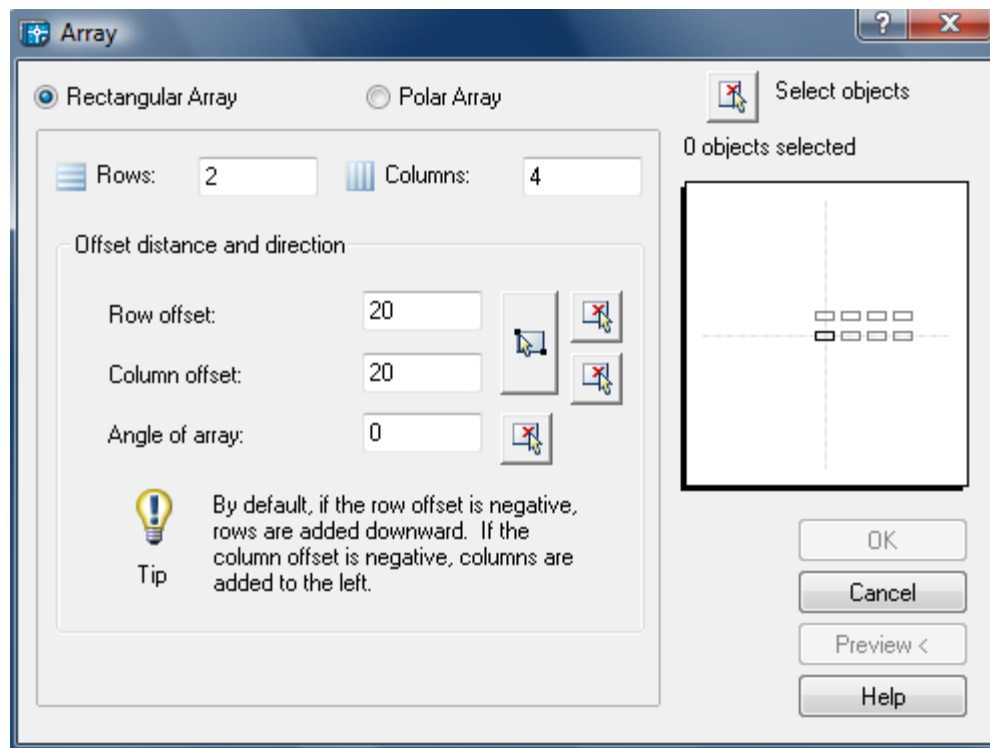 Array
?
X
Rectangular Array
Polar Array
Select objects
0 objects selected
Rows:
2
Columns:
4
Offset distance and direction
Row offset:
20
Column offset:
20
Angle of array:
0
Tip
By default, if the row offset is negative,
rows are added downward. If the
column offset is negative, columns are
added to the left.
OK
Cancel
Preview <
Help